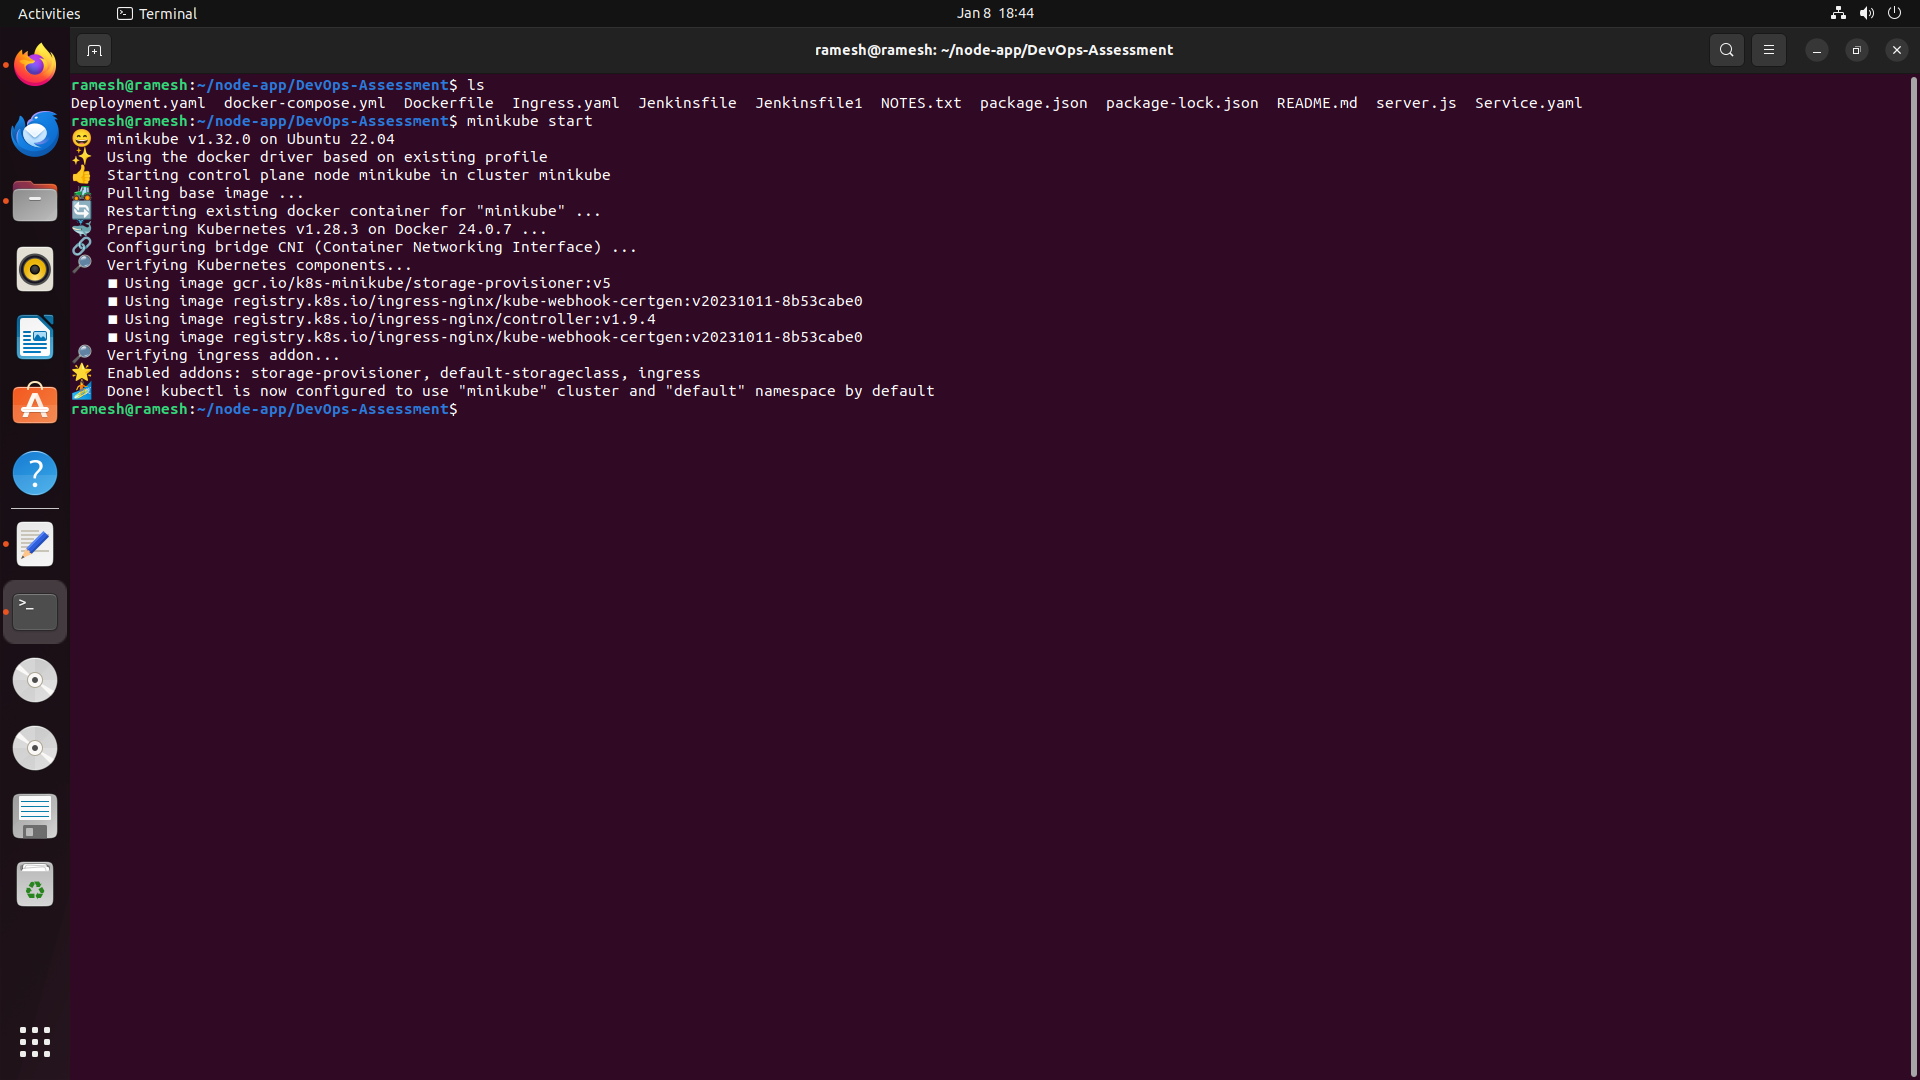 Activities Terminal Jan 8 18:44
ramesh@ramesh: ~/node-app/DevOps-Assessment
ramesh@ramesh:~/node-app/DevOps-Assessment$ ls
Deployment.yaml docker-compose.yml Dockerfile Ingress.yaml Jenkinsfile Jenkinsfile1 NOTES.txt package.json package-lock.json README.md server.js Service.yaml
ramesh@ramesh:~/node-app/DevOps-Assessment$ minikube start
😄 minikube v1.32.0 on Ubuntu 22.04
✨ Using the docker driver based on existing profile
👍 Starting control plane node minikube in cluster minikube
🚜 Pulling base image ...
🔄 Restarting existing docker container for "minikube" ...
🐳 Preparing Kubernetes v1.28.3 on Docker 24.0.7 ...
🔗 Configuring bridge CNI (Container Networking Interface) ...
🔎 Verifying Kubernetes components...
■ Using image gcr.io/k8s-minikube/storage-provisioner:v5
■ Using image registry.k8s.io/ingress-nginx/kube-webhook-certgen:v20231011-8b53cabe0
■ Using image registry.k8s.io/ingress-nginx/controller:v1.9.4
■ Using image registry.k8s.io/ingress-nginx/kube-webhook-certgen:v20231011-8b53cabe0
🔎 Verifying ingress addon...
🌟 Enabled addons: storage-provisioner, default-storageclass, ingress
🏄 Done! kubectl is now configured to use "minikube" cluster and "default" namespace by default
ramesh@ramesh:~/node-app/DevOps-Assessment$